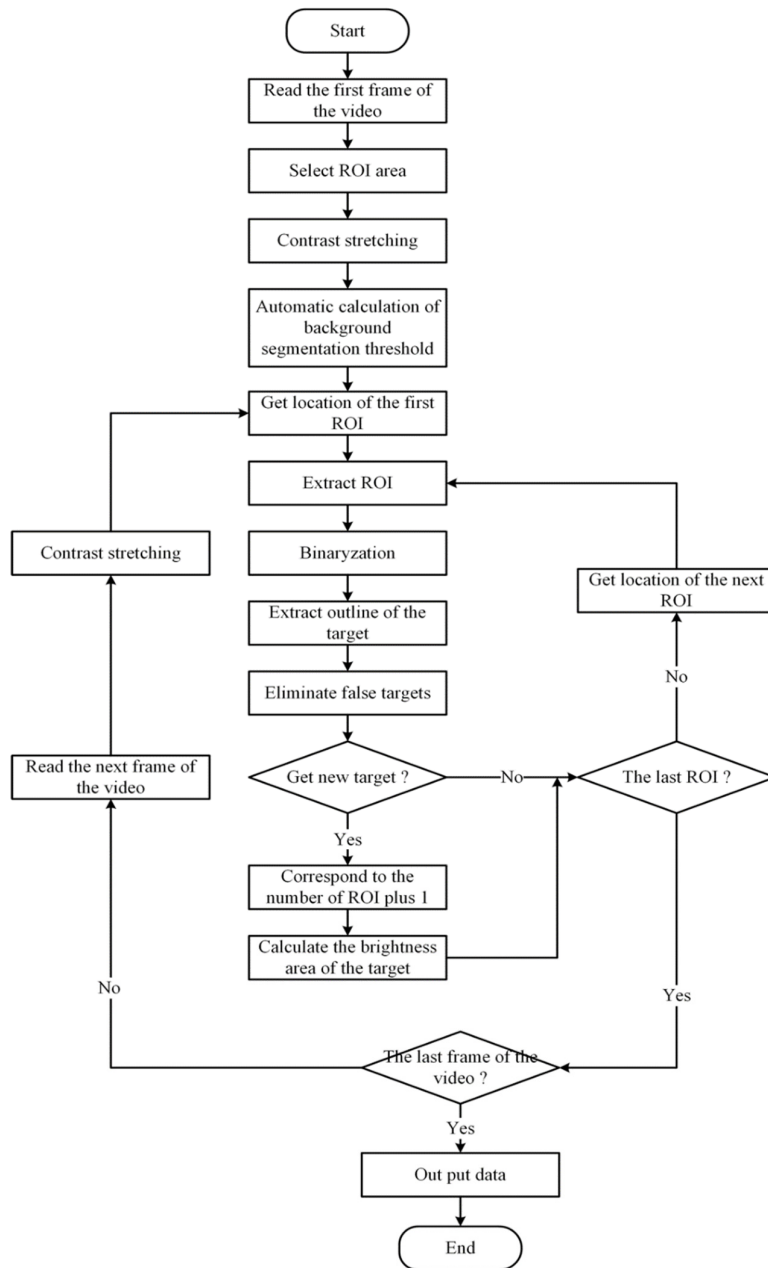 Start
Read the first frame of
the video
Select ROI area
Contrast stretching
Automatic calculation of
background
segmentation threshold
Get location of the first
ROI
Extract ROI
Contrast stretching
Binaryzation
Get location of the next
ROI
Extract outline of the
target
Eliminate false targets
No
Read the next frame of
the video
Get new target ?
No
The last ROI ?
Yes
Correspond to the
number of ROI plus 1
Calculate the brightness
area of the target
No
Yes
The last frame of the
video ?
Yes
Out put data
End